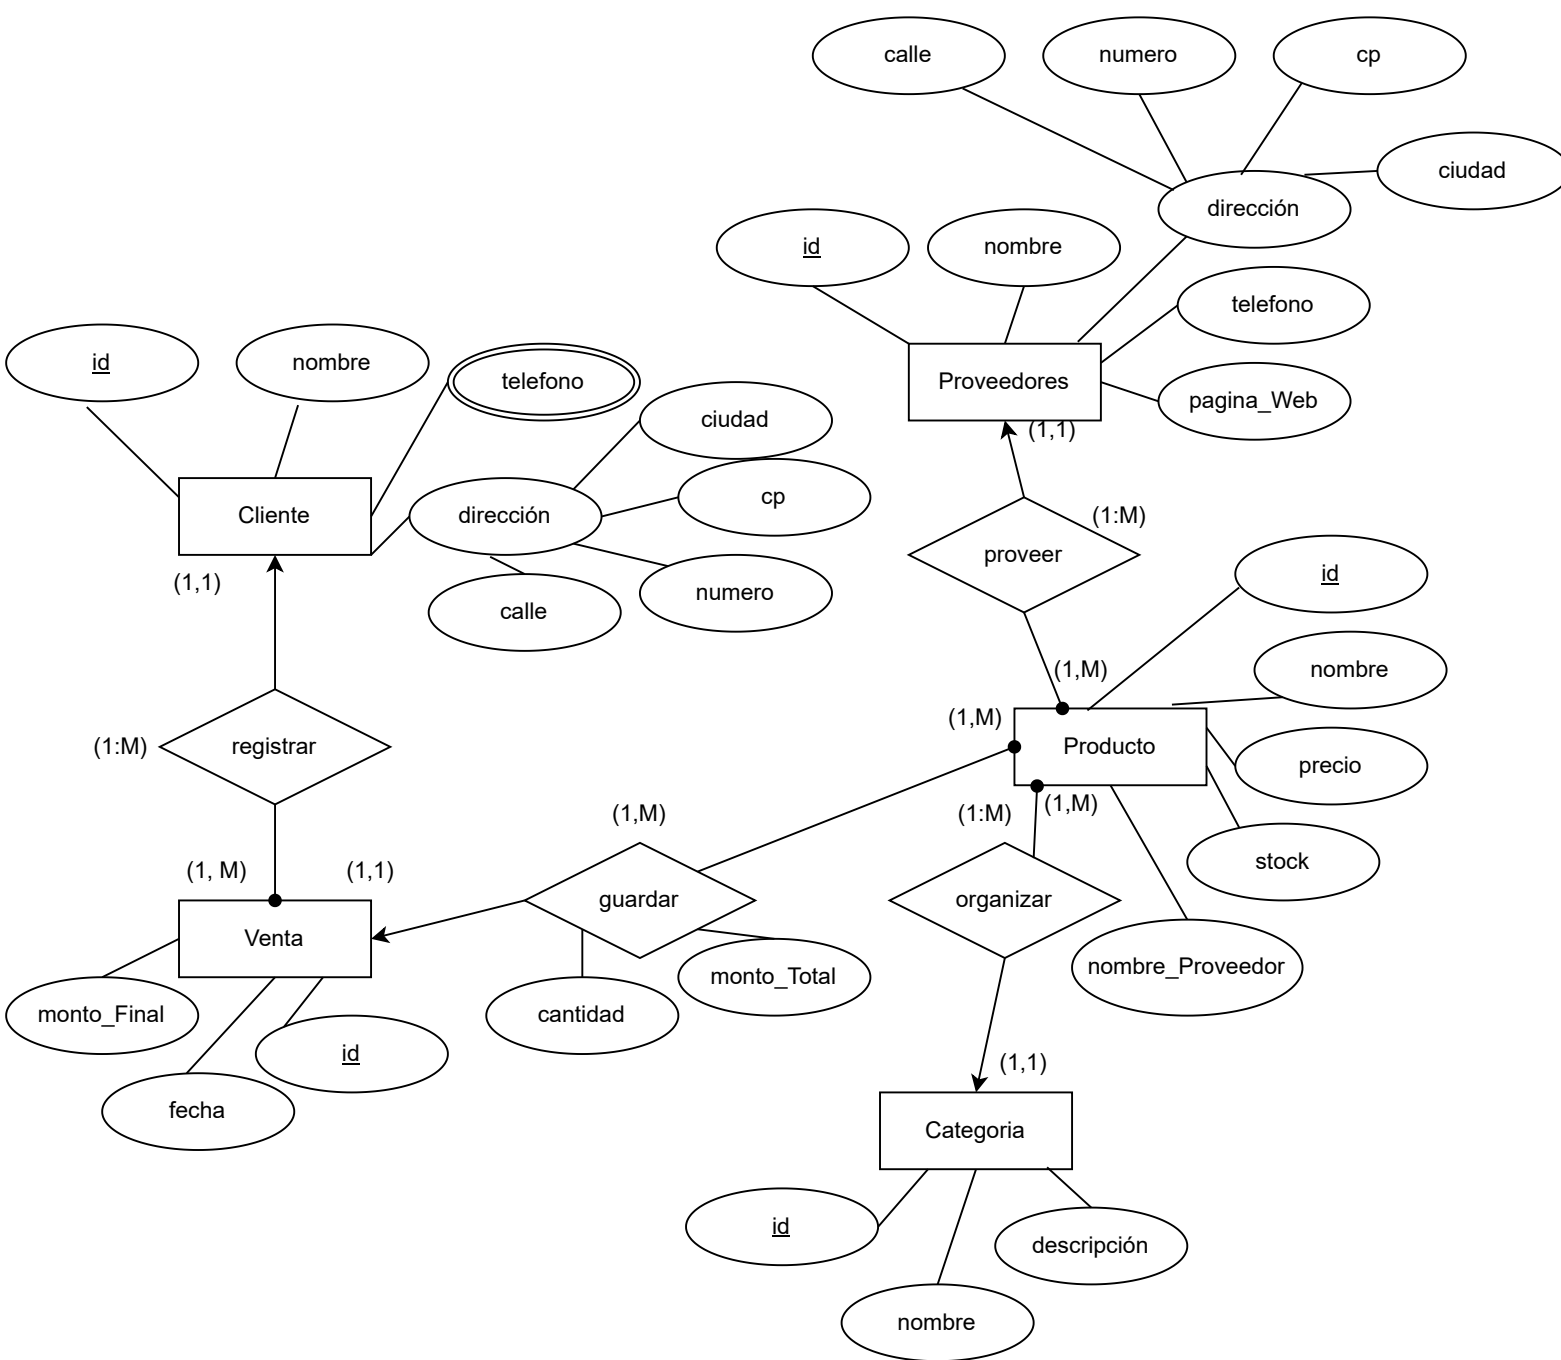 calle
numero
cp
ciudad
dirección
id
nombre
telefono
Proveedores
pagina_Web
(1,1)
id
nombre
telefono
ciudad
cp
Cliente
dirección
numero
calle
(1,1)
(1:M)
proveer
id
(1,M)
nombre
(1,M)
Producto
precio
(1:M)
registrar
(1,M)
(1:M)
(1,M)
stock
(1, M)
(1,1)
guardar
organizar
Venta
nombre_Proveedor
monto_Total
monto_Final
cantidad
id
(1,1)
fecha
Categoria
id
descripción
nombre